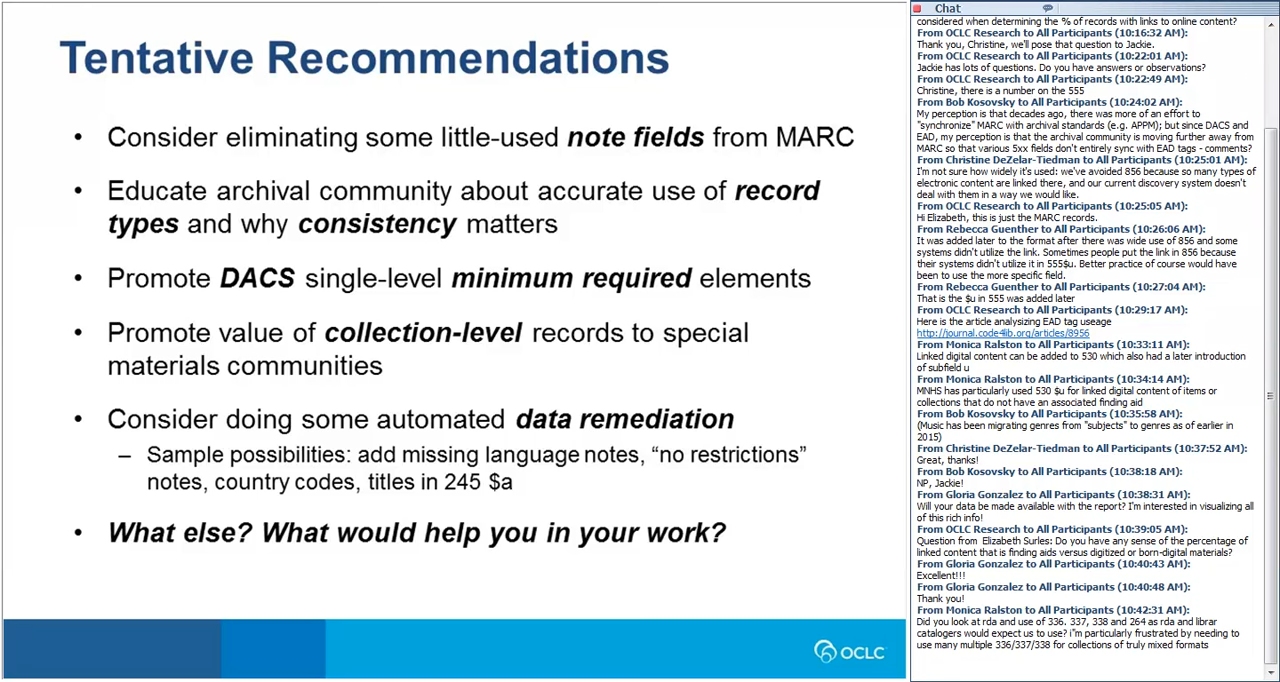 Tentative Recommendations
• Consider eliminating some little-used note fields from MARC
• Educate archival community about accurate use of record
types and why consistency matters
• Promote DACS single-level minimum required elements
• Promote value of collection-level records to special
materials communities
• Consider doing some automated data remediation
– Sample possibilities: add missing language notes, “no restrictions”
notes, country codes, titles in 245 $a
• What else? What would help you in your work?
OCLC
Chat
considered when determining the % of records with links to online content?
From OCLC Research to All Participants (10:16:32 AM):
Thank you, Christine, we'll pose that question to Jackie.
From OCLC Research to All Participants (10:22:01 AM):
Jackie has lots of questions. Do you have answers or observations?
From OCLC Research to All Participants (10:22:49 AM):
Christine, there is a number on the 555
From Bob Kosovsky to All Participants (10:24:02 AM):
My perception is that decades ago, there was more of an effort to
"synchronize" MARC with archival standards (e.g. APPM); but since DACS and
EAD, my perception is that the archival community is moving further away from
MARC so that various 5xx fields don't entirely sync with EAD tags - comments?
From Christine DeZelar-Tiedman to All Participants (10:25:01 AM):
I'm not sure how widely it's used: we've avoided 856 because so many types of
electronic content are linked there, and our current discovery system doesn't
deal with them in a way we would like.
From OCLC Research to All Participants (10:25:05 AM):
Hi Elizabeth, this is just the MARC records.
From Rebecca Guenther to All Participants (10:26:06 AM):
It was added later to the format after there was wide use of 856 and some
systems didn't utilize the link. Sometimes people put the link in 856 because
their systems didn't utilize it in 555$u. Better practice of course would have
been to use the more specific field.
From Rebecca Guenther to All Participants (10:27:04 AM):
That is the $u in 555 was added later
From OCLC Research to All Participants (10:29:17 AM):
Here is the article analysizing EAD tag useage
http://journal.code4lib.org/articles/8956
From Monica Ralston to All Participants (10:33:11 AM):
Linked digital content can be added to 530 which also had a later introduction
of subfield u
From Monica Ralston to All Participants (10:34:14 AM):
MNHS has particularly used 530 $u for linked digital content of items or
collections that do not have an associated finding aid
From Bob Kosovsky to All Participants (10:35:58 AM):
(Music has been migrating genres from "subjects" to genres as of earlier in
2015)
From Christine DeZelar-Tiedman to All Participants (10:37:52 AM):
Great, thanks!
From Bob Kosovsky to All Participants (10:38:18 AM):
NP, Jackie!
From Gloria Gonzalez to All Participants (10:38:31 AM):
Will your data be made available with the report? I'm interested in visualizing all
of this rich info!
From OCLC Research to All Participants (10:39:05 AM):
Question from Elizabeth Surles: Do you have any sense of the percentage of
linked content that is finding aids versus digitized or born-digital materials?
From Gloria Gonzalez to All Participants (10:40:43 AM):
Excellent!!!
From Gloria Gonzalez to All Participants (10:40:48 AM):
Thank you!
From Monica Ralston to All Participants (10:42:31 AM):
Did you look at rda and use of 336. 337, 338 and 264 as rda and librar
catalogers would expect us to use? i"m particularly frustrated by needing to
use many multiple 336/337/338 for collections of truly mixed formats